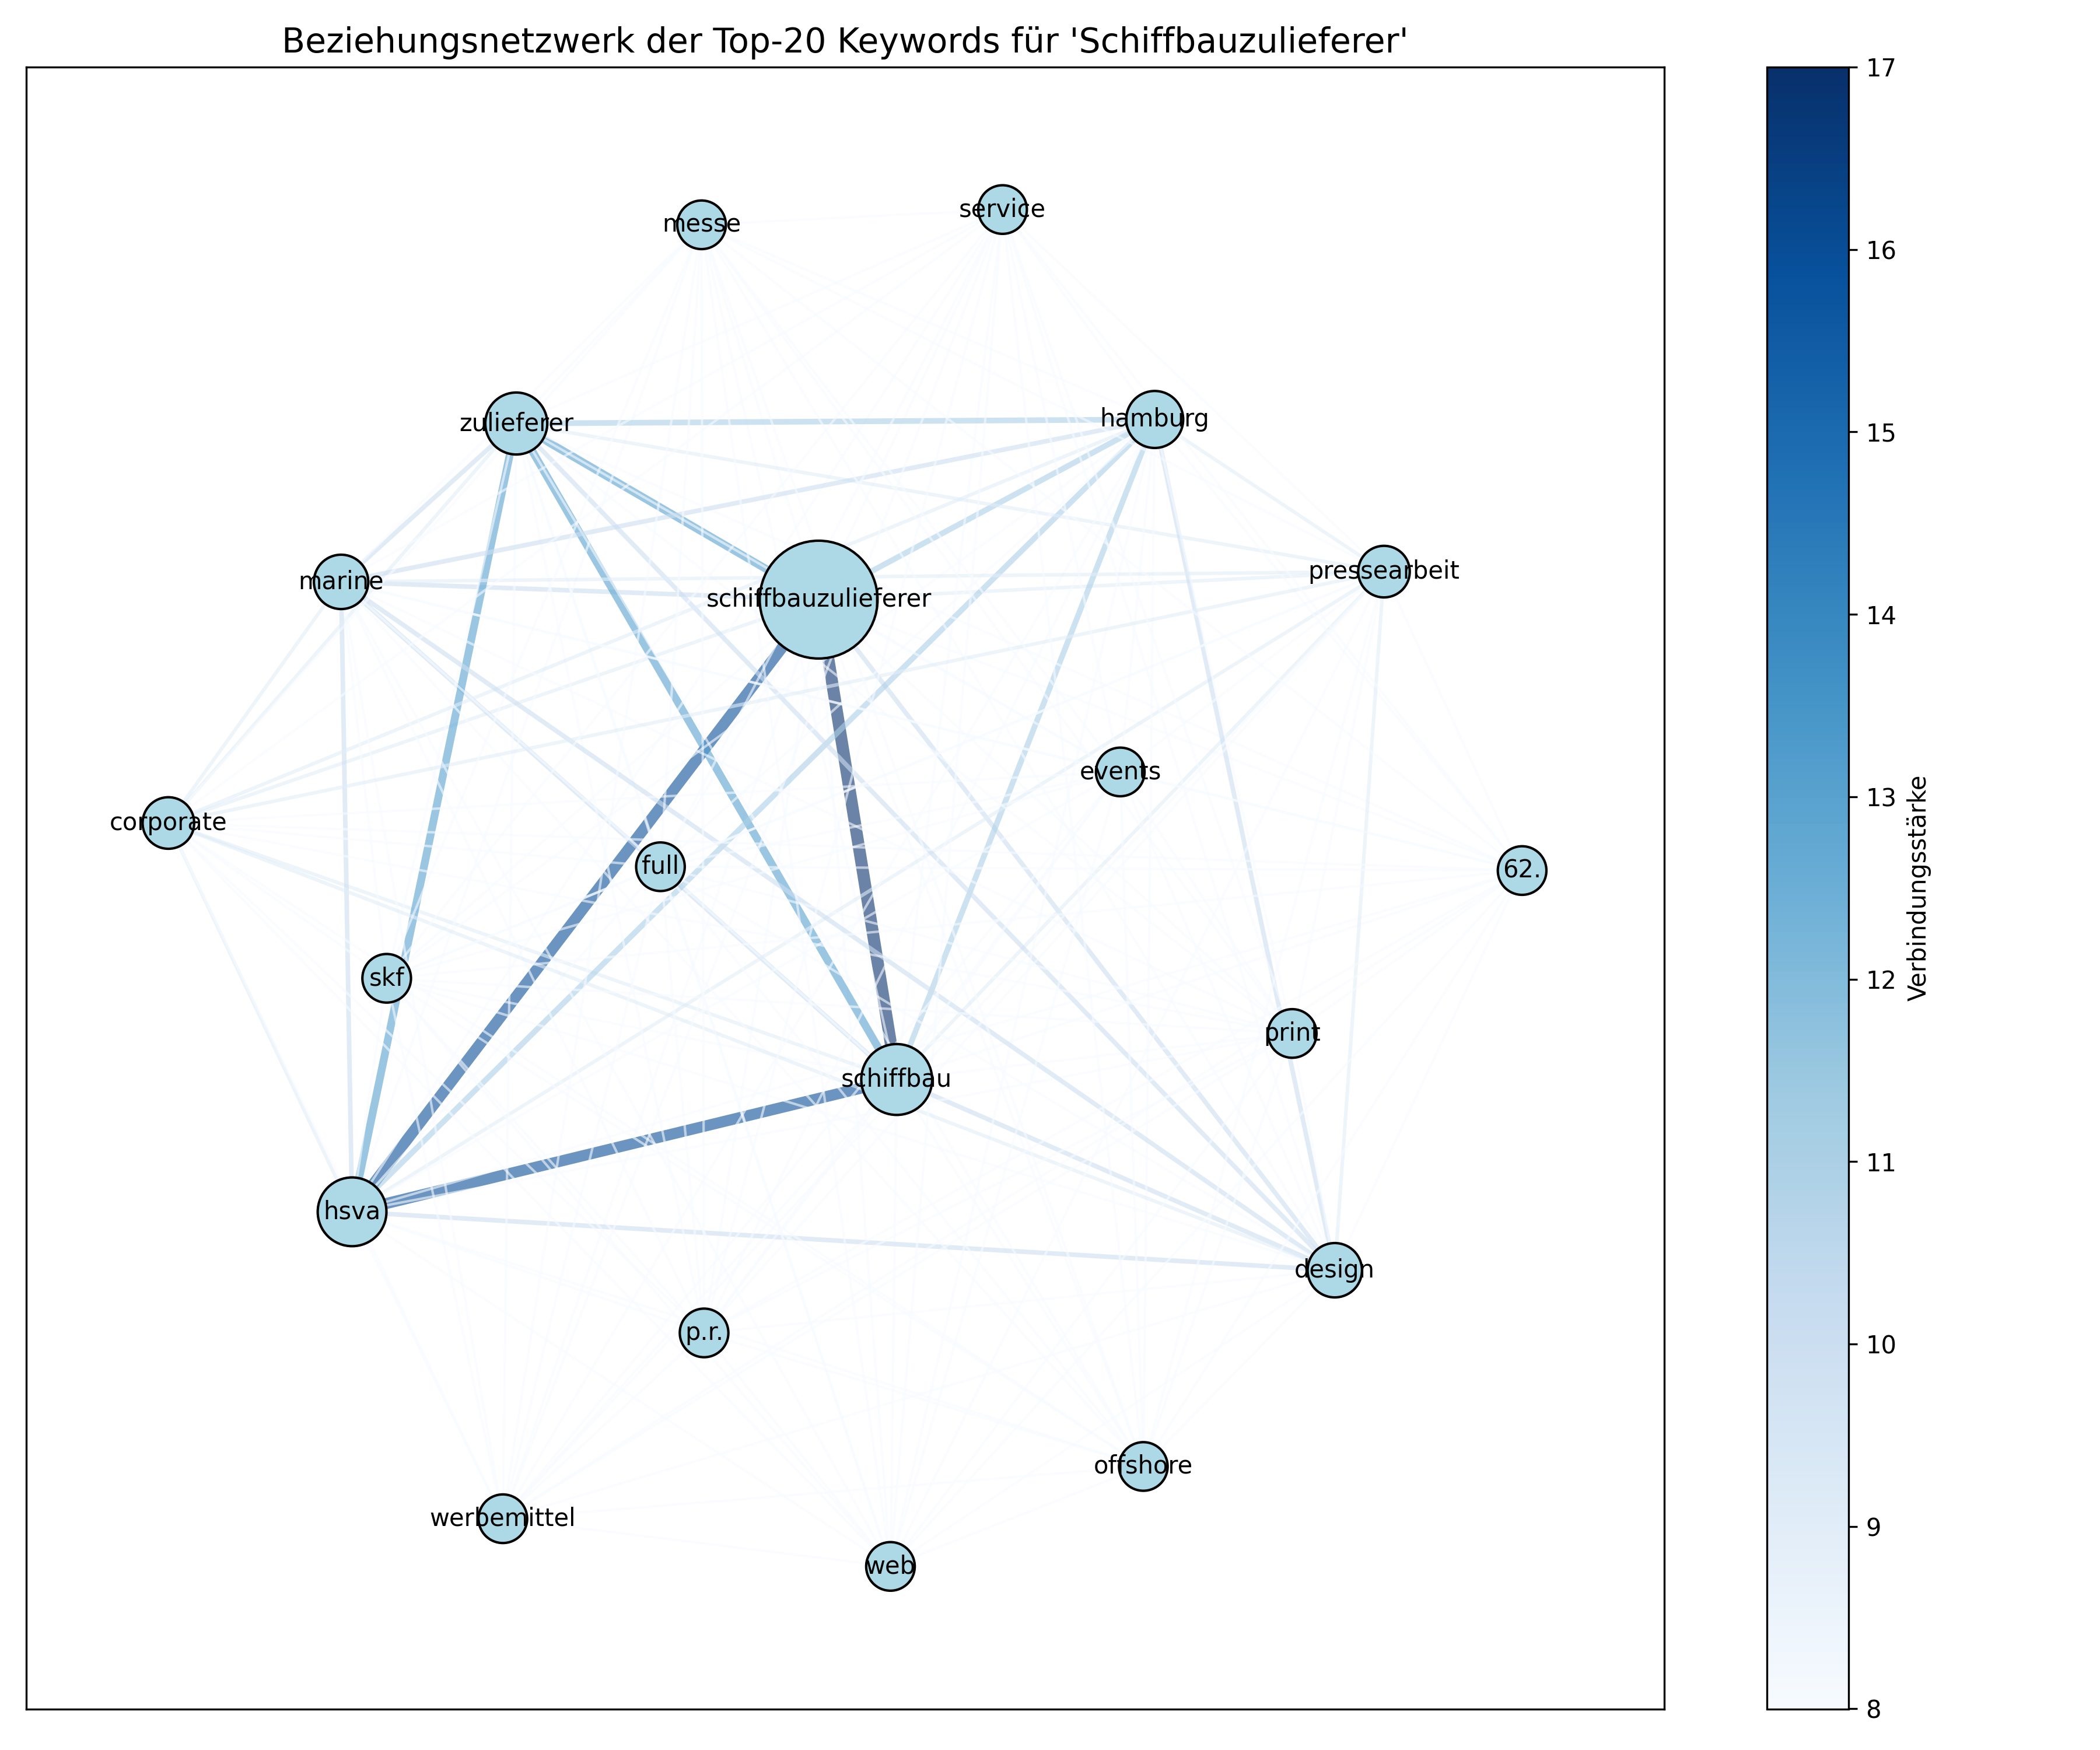 Beziehungsnetzwerk der Top-20 Keywords für 'Schiffbauzulieferer'
messe
service
zulieferer
hamburg
marine
schiffbauzulieferer
pressearbeit
events
corporate
full
62.
skf
print
schiffbau
hsva
design
p.r.
offshore
werbemittel
web
17
16
15
14
13
12
11
10
9
8
Verbindungsstärke